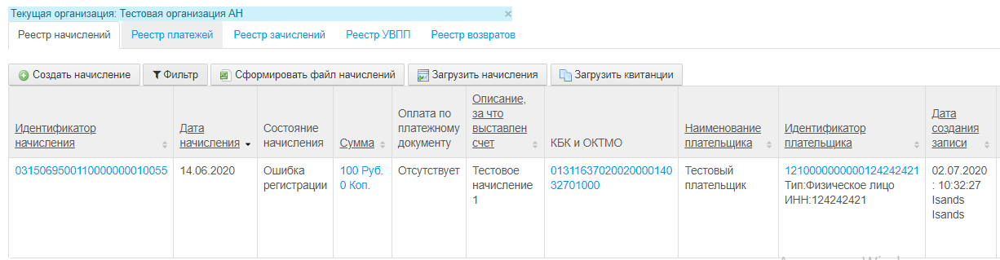 Текущая организация: Тестовая организация АН
Реестр начислений Реестр платежей Реестр зачислений Реестр УВПП Реестр возвратов
Создать начисление Фильтр Сформировать файл начислений Загрузить начисления Загрузить квитанции
Идентификатор начисления
Дата начисления
Состояние начисления
Сумма
Оплата по платежному документу
Описание, за что выставлен счет
КБК и ОКТМО
Наименование плательщика
Идентификатор плательщика
Дата создания записи
0315069500110000000010055
14.06.2020
Ошибка регистрации
100 Руб.
0 Коп.
Отсутствует
Тестовое начисление 1
01311637020020000140
32701000
Тестовый плательщик
1210000000000124242421
Тип:Физическое лицо
ИНН:124242421
02.07.2020
: 10:32:27
Isands
Isands